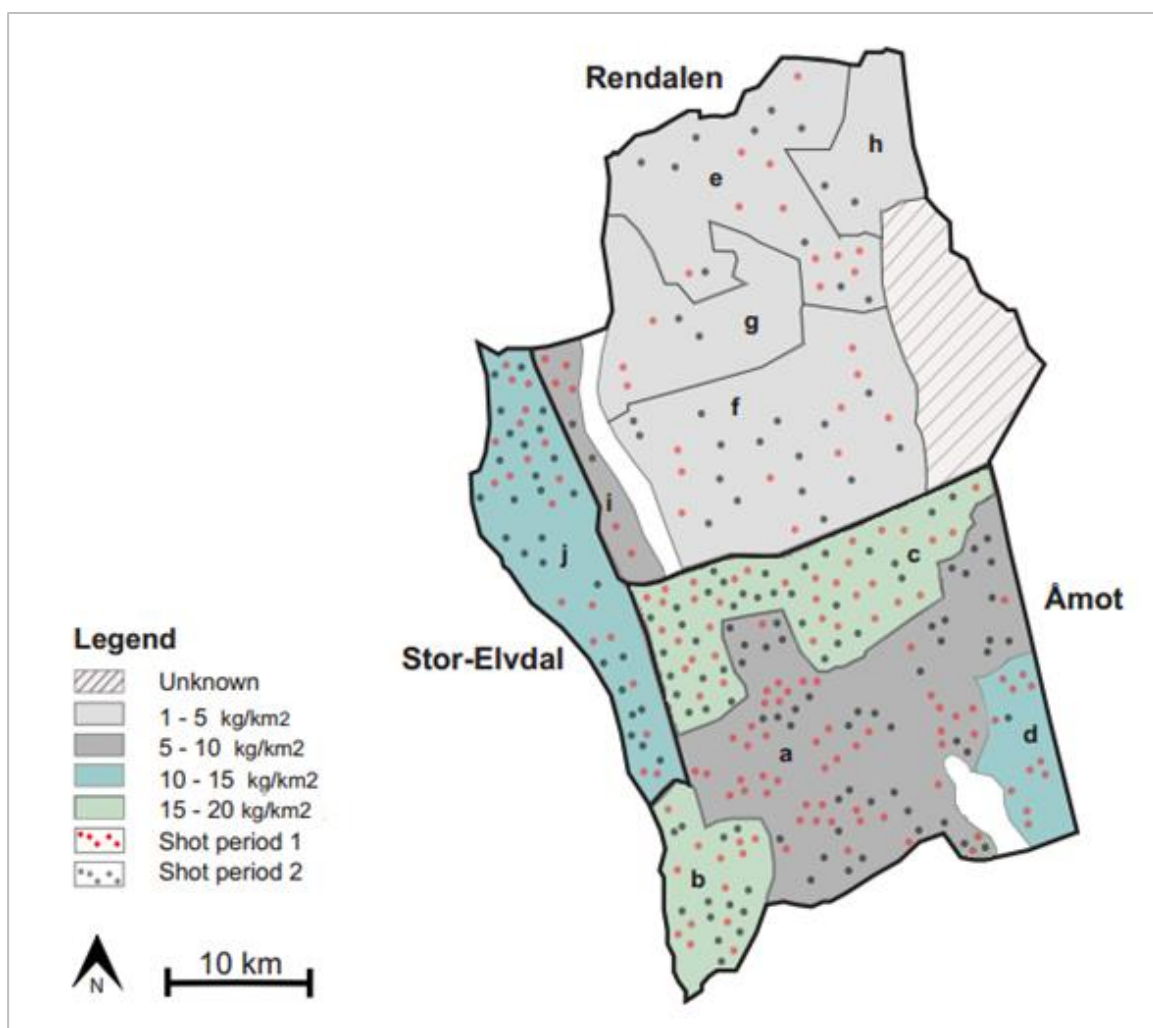 Rendalen
h
e
g
f
i
c
j
Åmot
Legend
Stor-Elvdal
Unknown
1 - 5 kg/km2
5 - 10 kg/km2
a
d
10 - 15 kg/km2
15 - 20 kg/km2
Shot period 1
Shot period 2
b
N
10 km